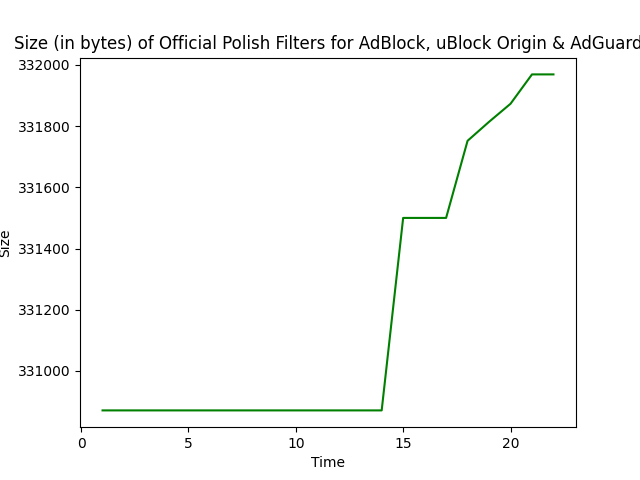 Size (in bytes) of Official Polish Filters for AdBlock, uBlock Origin & AdGuard
332000
331800
331600
331400
331200
331000
Size
0 5 10 15 20
Time